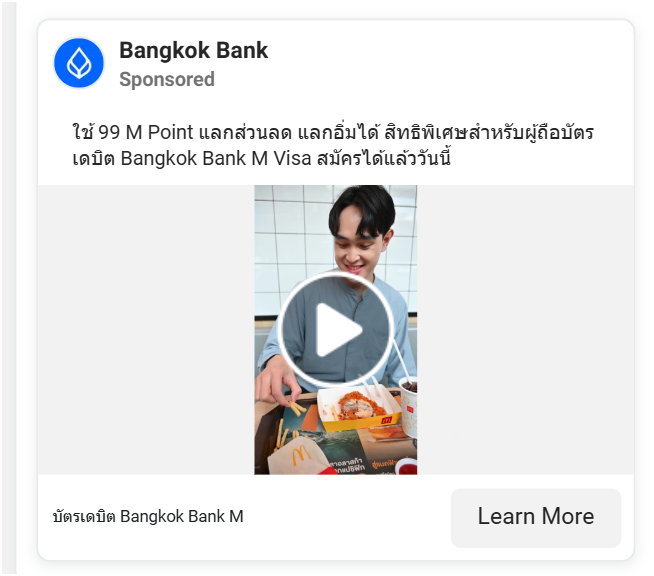 Bangkok Bank
Sponsored
ใช้ 99 M Point แลกส่วนลด แลกอิ่มได้ สิทธิพิเศษสำหรับผู้ถือบัตร
เดบิต Bangkok Bank M Visa สมัครได้แล้ววันนี้
บัตรเดบิต Bangkok Bank M
Learn More